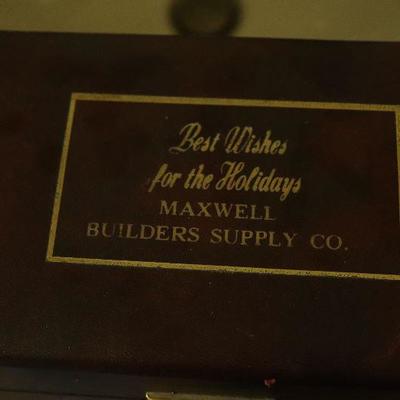 Best Wishes
for the Holidays
MAXWELL
BUILDERS SUPPLY CO.